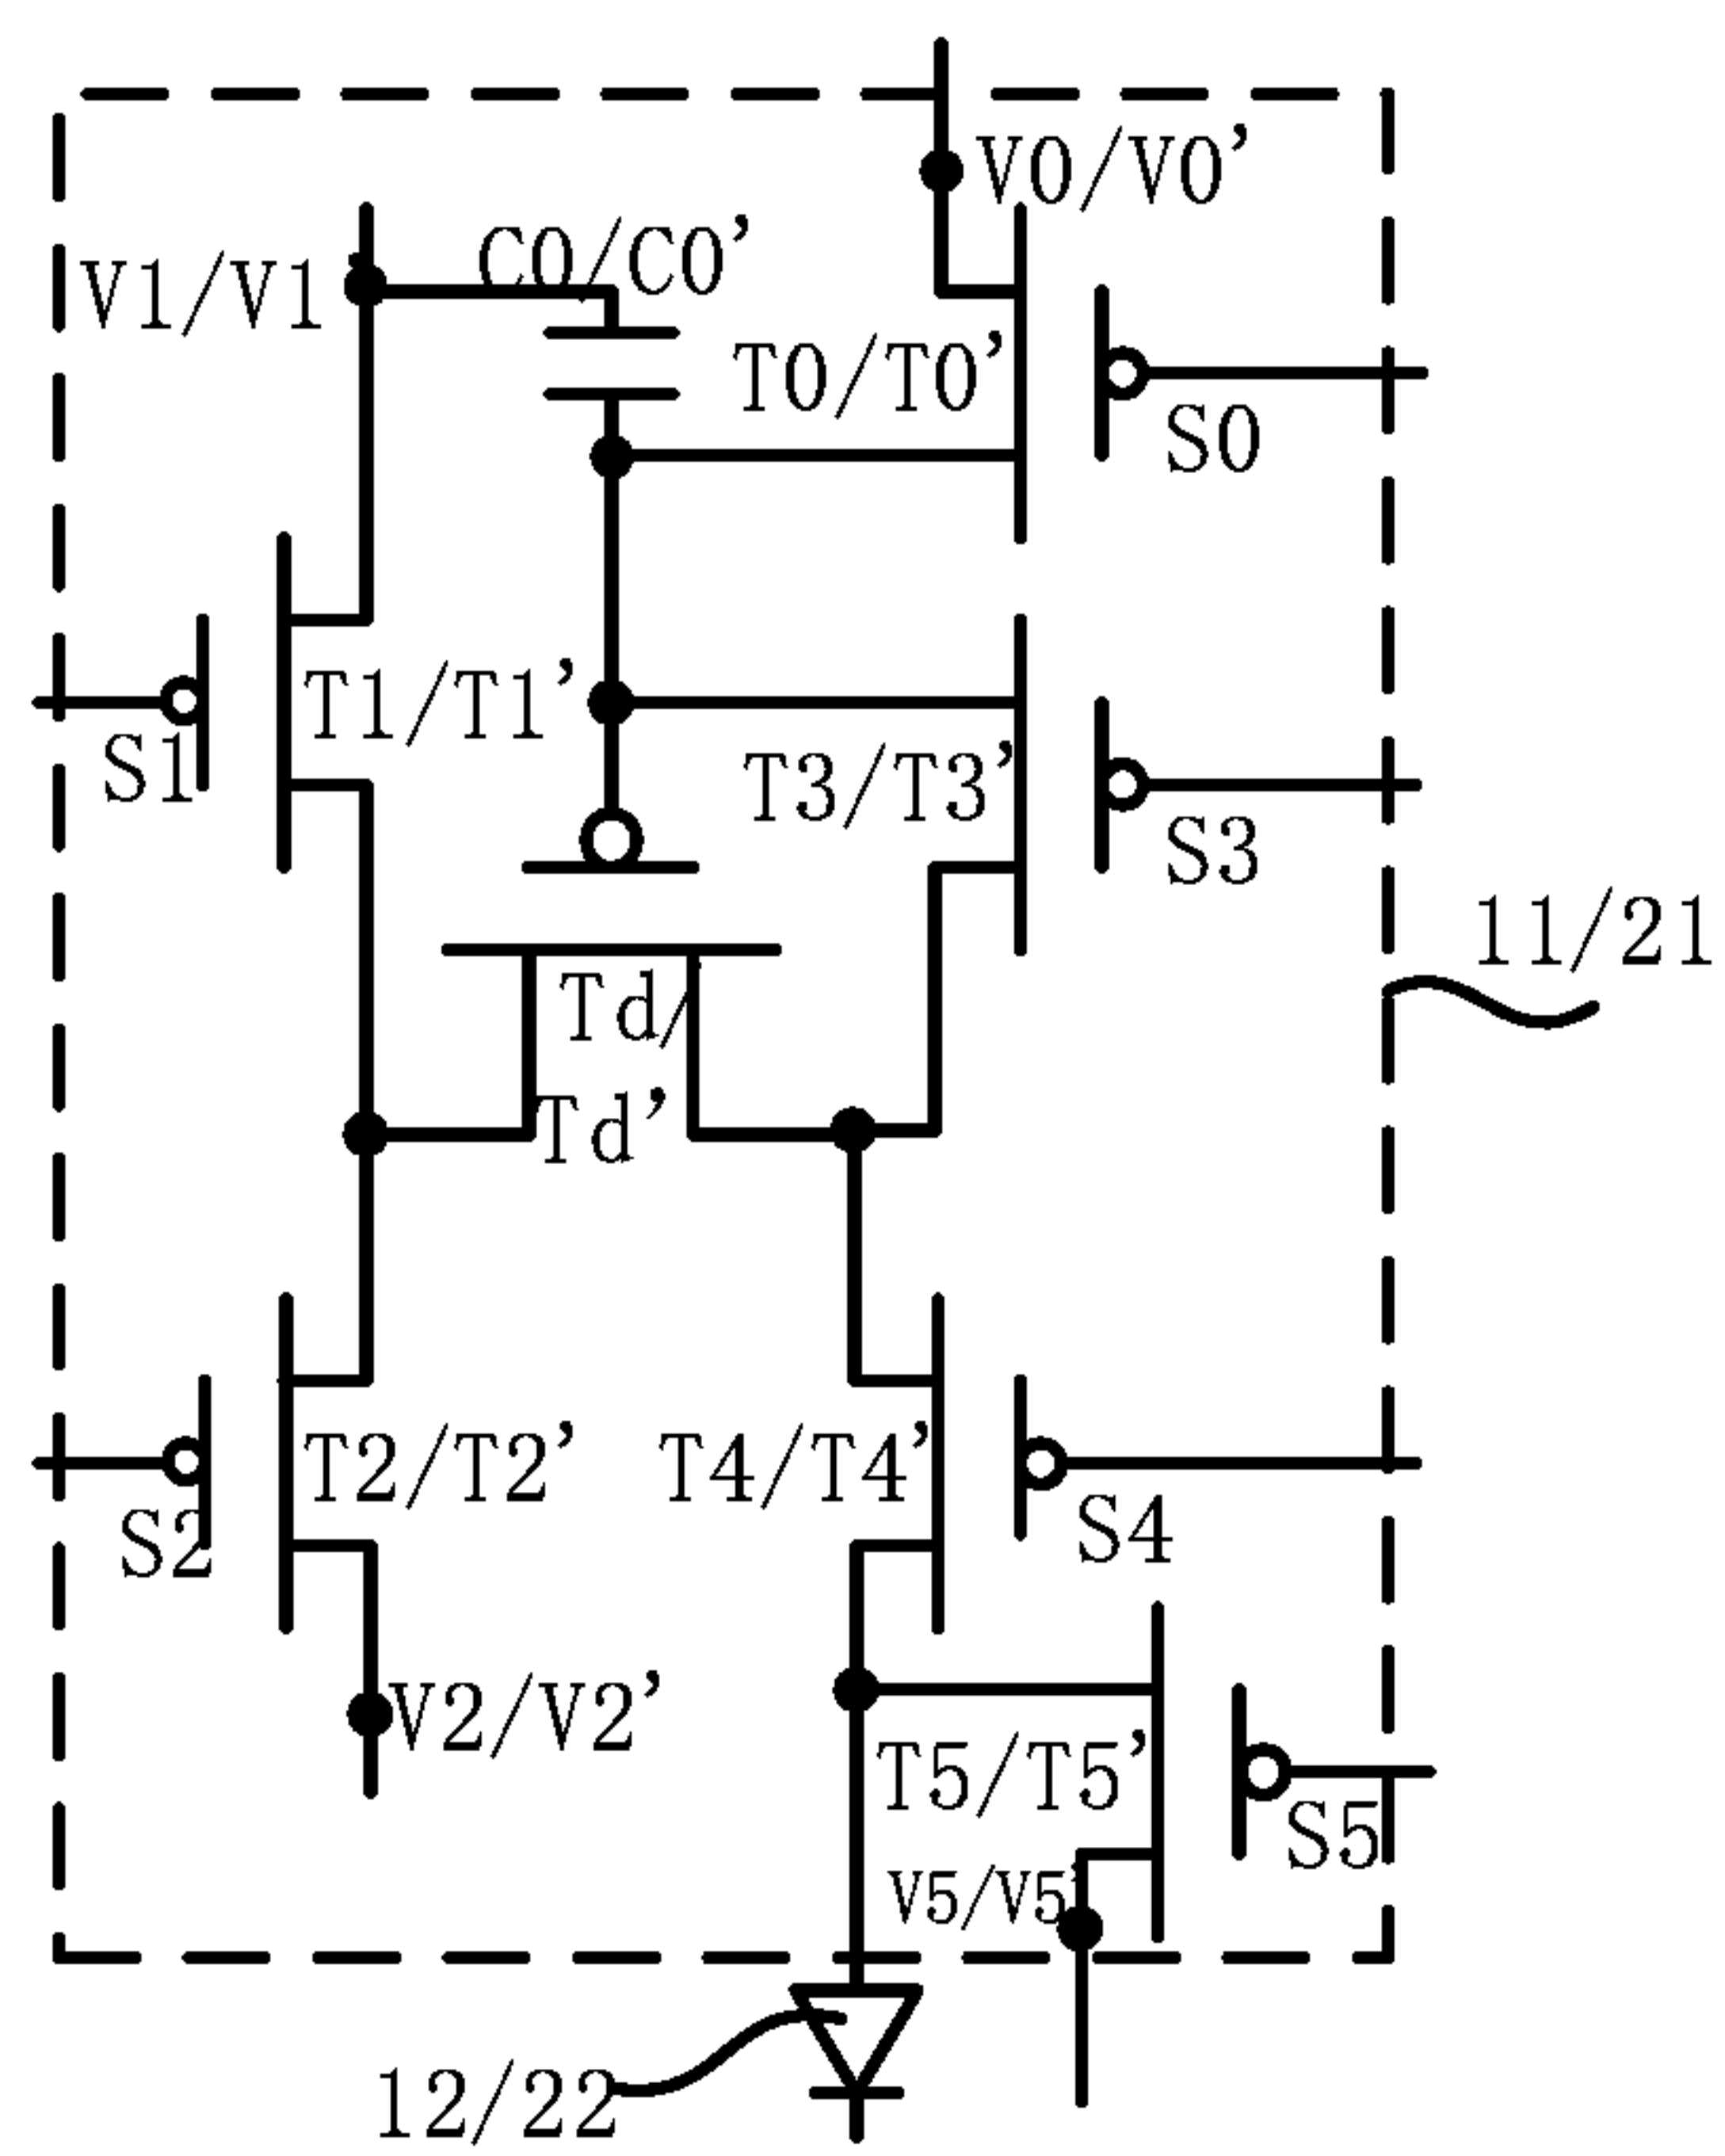 V0/V0'
C0/C0'
V1/V1'
T0/T0'
S0
T1/T1'
S1
T3/T3'
S3
11/21
Td/
Td'
T2/T2'
T4/T4'
S2
S4
V2/V2'
T5/T5'
S5
V5/V5'
12/22